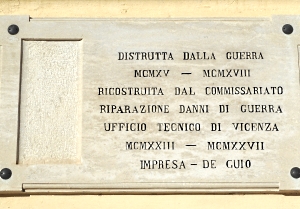 DISTRUTTA DALLA GUERRA
MCMXV — MCMXVIII
RICOSTRUITA DAL COMMISSARIATO
RIPARAZIONE DANNI DI GUERRA
UFFICIO TECNICO DI VICENZA
MCMXXIII — MCMXXVII
IMPRESA - DE GUIO